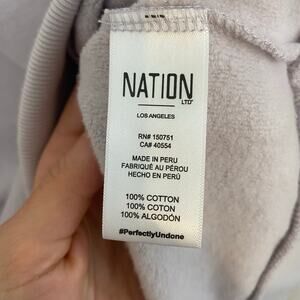 NATION
LTD
LOS ANGELES
RN# 150751
CA# 40554
MADE IN PERU
FABRIQUÉ AU PÉROU
HECHO EN PERÚ
100% COTTON
100% COTON
100% ALGODÓN
#PerfectlyUndone